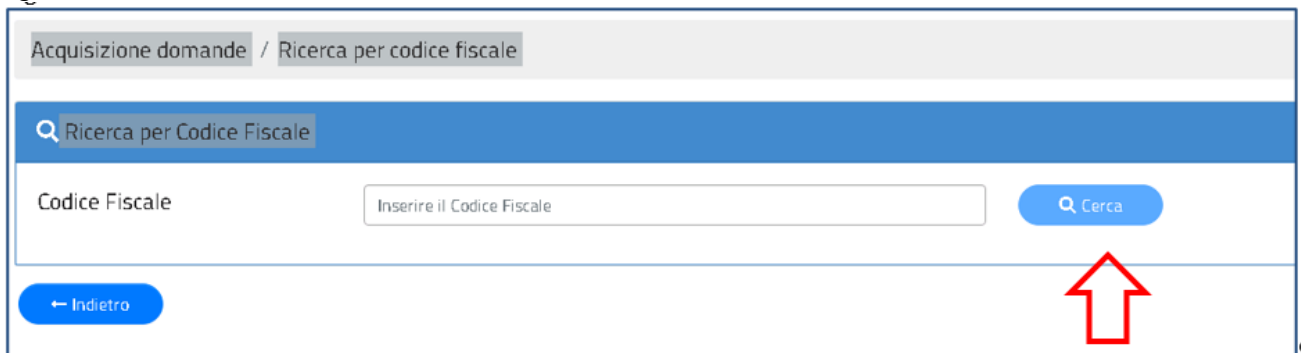 Acquisizione domande / Ricerca per codice fiscale
Ricerca per Codice Fiscale
Codice Fiscale Inserire il Codice Fiscale Cerca
← Indietro